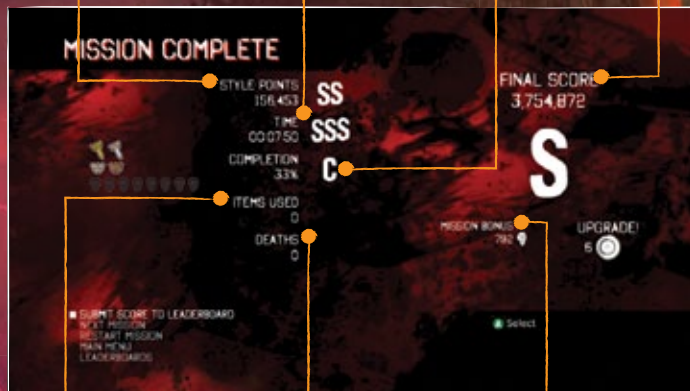 MISSION COMPLETE
STYLE POINTS
156,453
SS
TIME
00:07:50
SSS
COMPLETION
33%
C
ITEMS USED
0
DEATHS
0
FINAL SCORE
3,754,872
S
MISSION BONUS
UPGRADE!
6
SUBMIT SCORE TO LEADERBOARD
NEXT MISSION
RESTART MISSION
MAIN MENU
LEADERBOARDS
A Select